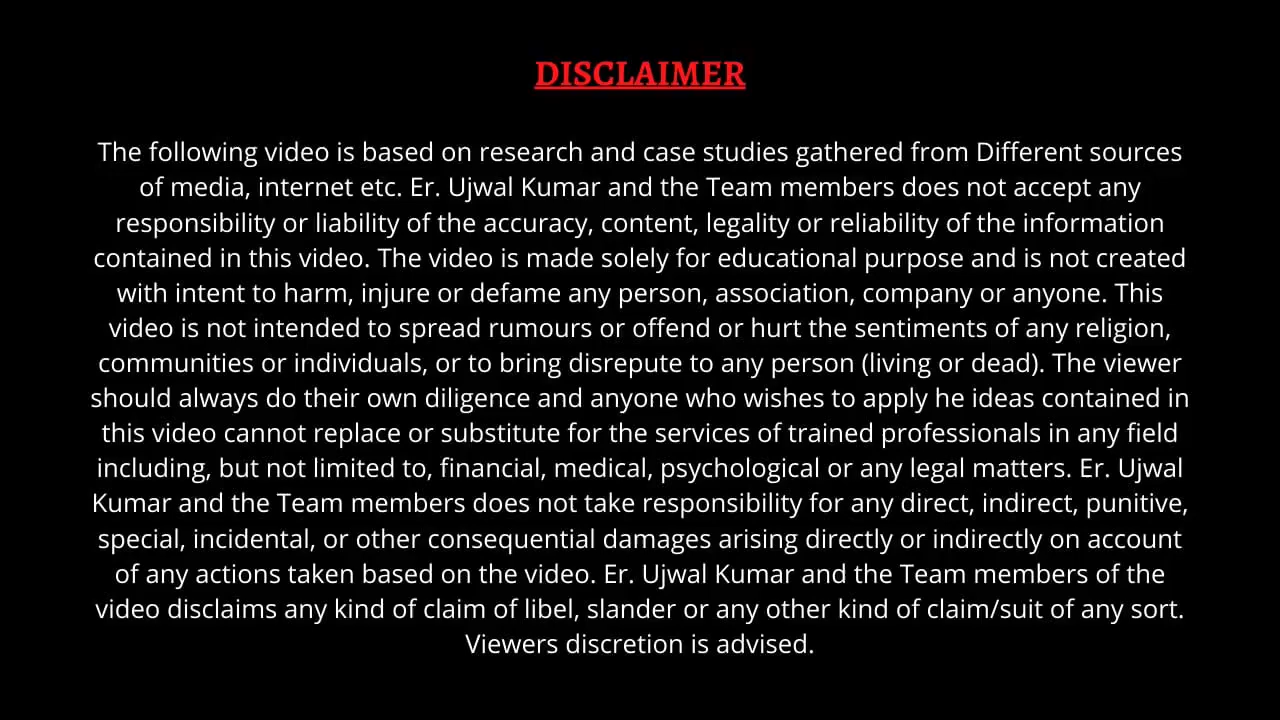 DISCLAIMER
The following video is based on research and case studies gathered from Different sources
of media, internet etc. Er. Ujwal Kumar and the Team members does not accept any
responsibility or liability of the accuracy, content, legality or reliability of the information
contained in this video. The video is made solely for educational purpose and is not created
with intent to harm, injure or defame any person, association, company or anyone. This
video is not intended to spread rumours or offend or hurt the sentiments of any religion,
communities or individuals, or to bring disrepute to any person (living or dead). The viewer
should always do their own diligence and anyone who wishes to apply he ideas contained in
this video cannot replace or substitute for the services of trained professionals in any field
including, but not limited to, financial, medical, psychological or any legal matters. Er. Ujwal
Kumar and the Team members does not take responsibility for any direct, indirect, punitive,
special, incidental, or other consequential damages arising directly or indirectly on account
of any actions taken based on the video. Er. Ujwal Kumar and the Team members of the
video disclaims any kind of claim of libel, slander or any other kind of claim/suit of any sort.
Viewers discretion is advised.